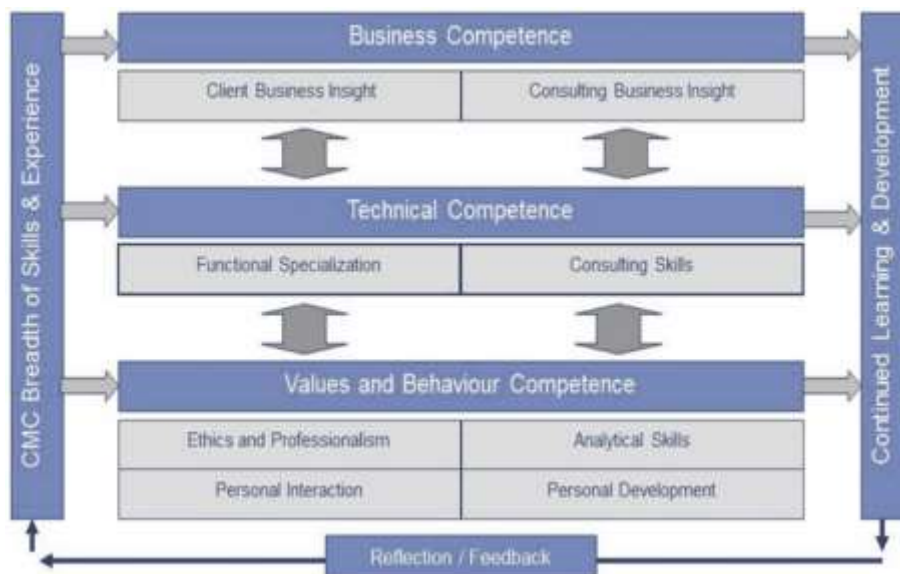 CMC Breadth of Skills & Experience
Business Competence
Client Business Insight
Consulting Business Insight
Technical Competence
Functional Specialization
Consulting Skills
Values and Behaviour Competence
Ethics and Professionalism
Analytical Skills
Personal Interaction
Personal Development
Continued Learning & Development
Reflection / Feedback